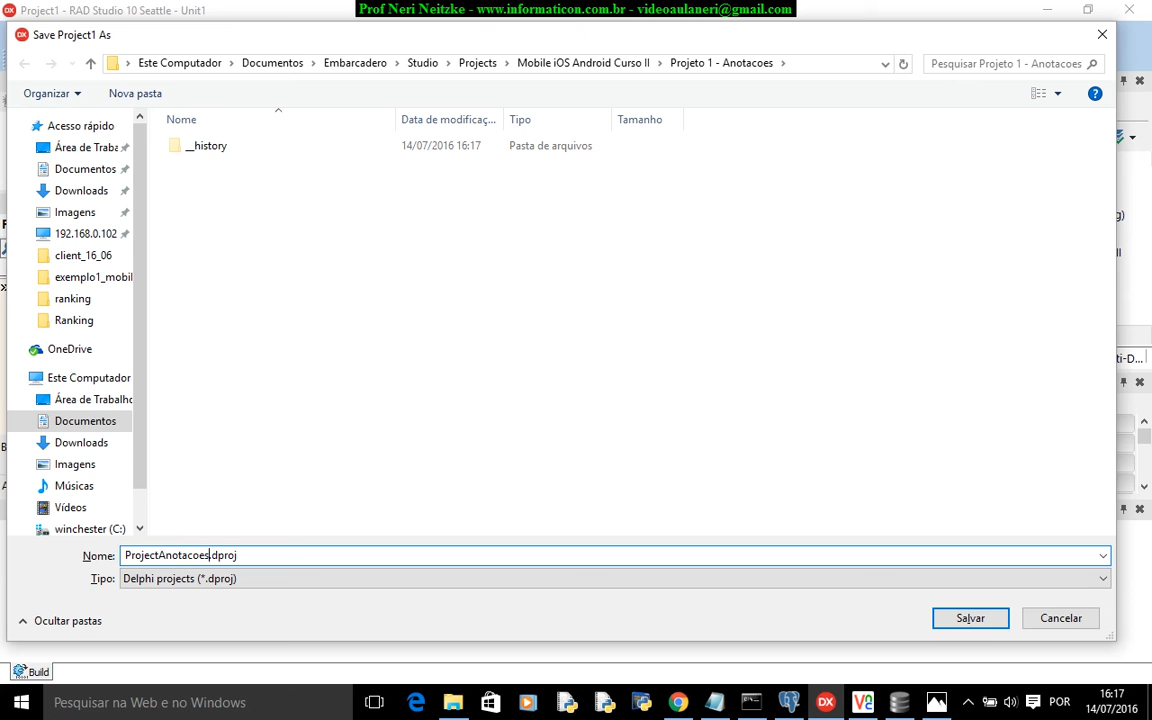 Project1 - RAD Studio 10 Seattle - Unit1
Prof Neri Neitzke - www.informaticon.com.br - videoaulaneri@gmail.com
Save Project1 As
Este Computador > Documentos > Embarcadero > Studio > Projects > Mobile iOS Android Curso II > Projeto 1 - Anotacoes >
Pesquisar Projeto 1 - Anotacoes
Organizar
Nova pasta
Nome
Data de modificaç...
Tipo
Tamanho
__history
14/07/2016 16:17
Pasta de arquivos
Acesso rápido
Área de Traba
Documentos
Downloads
Imagens
192.168.0.102
client_16_06
exemplo1_mobil
ranking
Ranking
OneDrive
Este Computador
Área de Trabalho
Documentos
Downloads
Imagens
Músicas
Vídeos
winchester (C:)
Nome: ProjectAnotacoes.dproj
Tipo: Delphi projects (*.dproj)
Ocultar pastas
Salvar
Cancelar
ti-D...
Build
Pesquisar na Web e no Windows
POR
16:17
14/07/2016